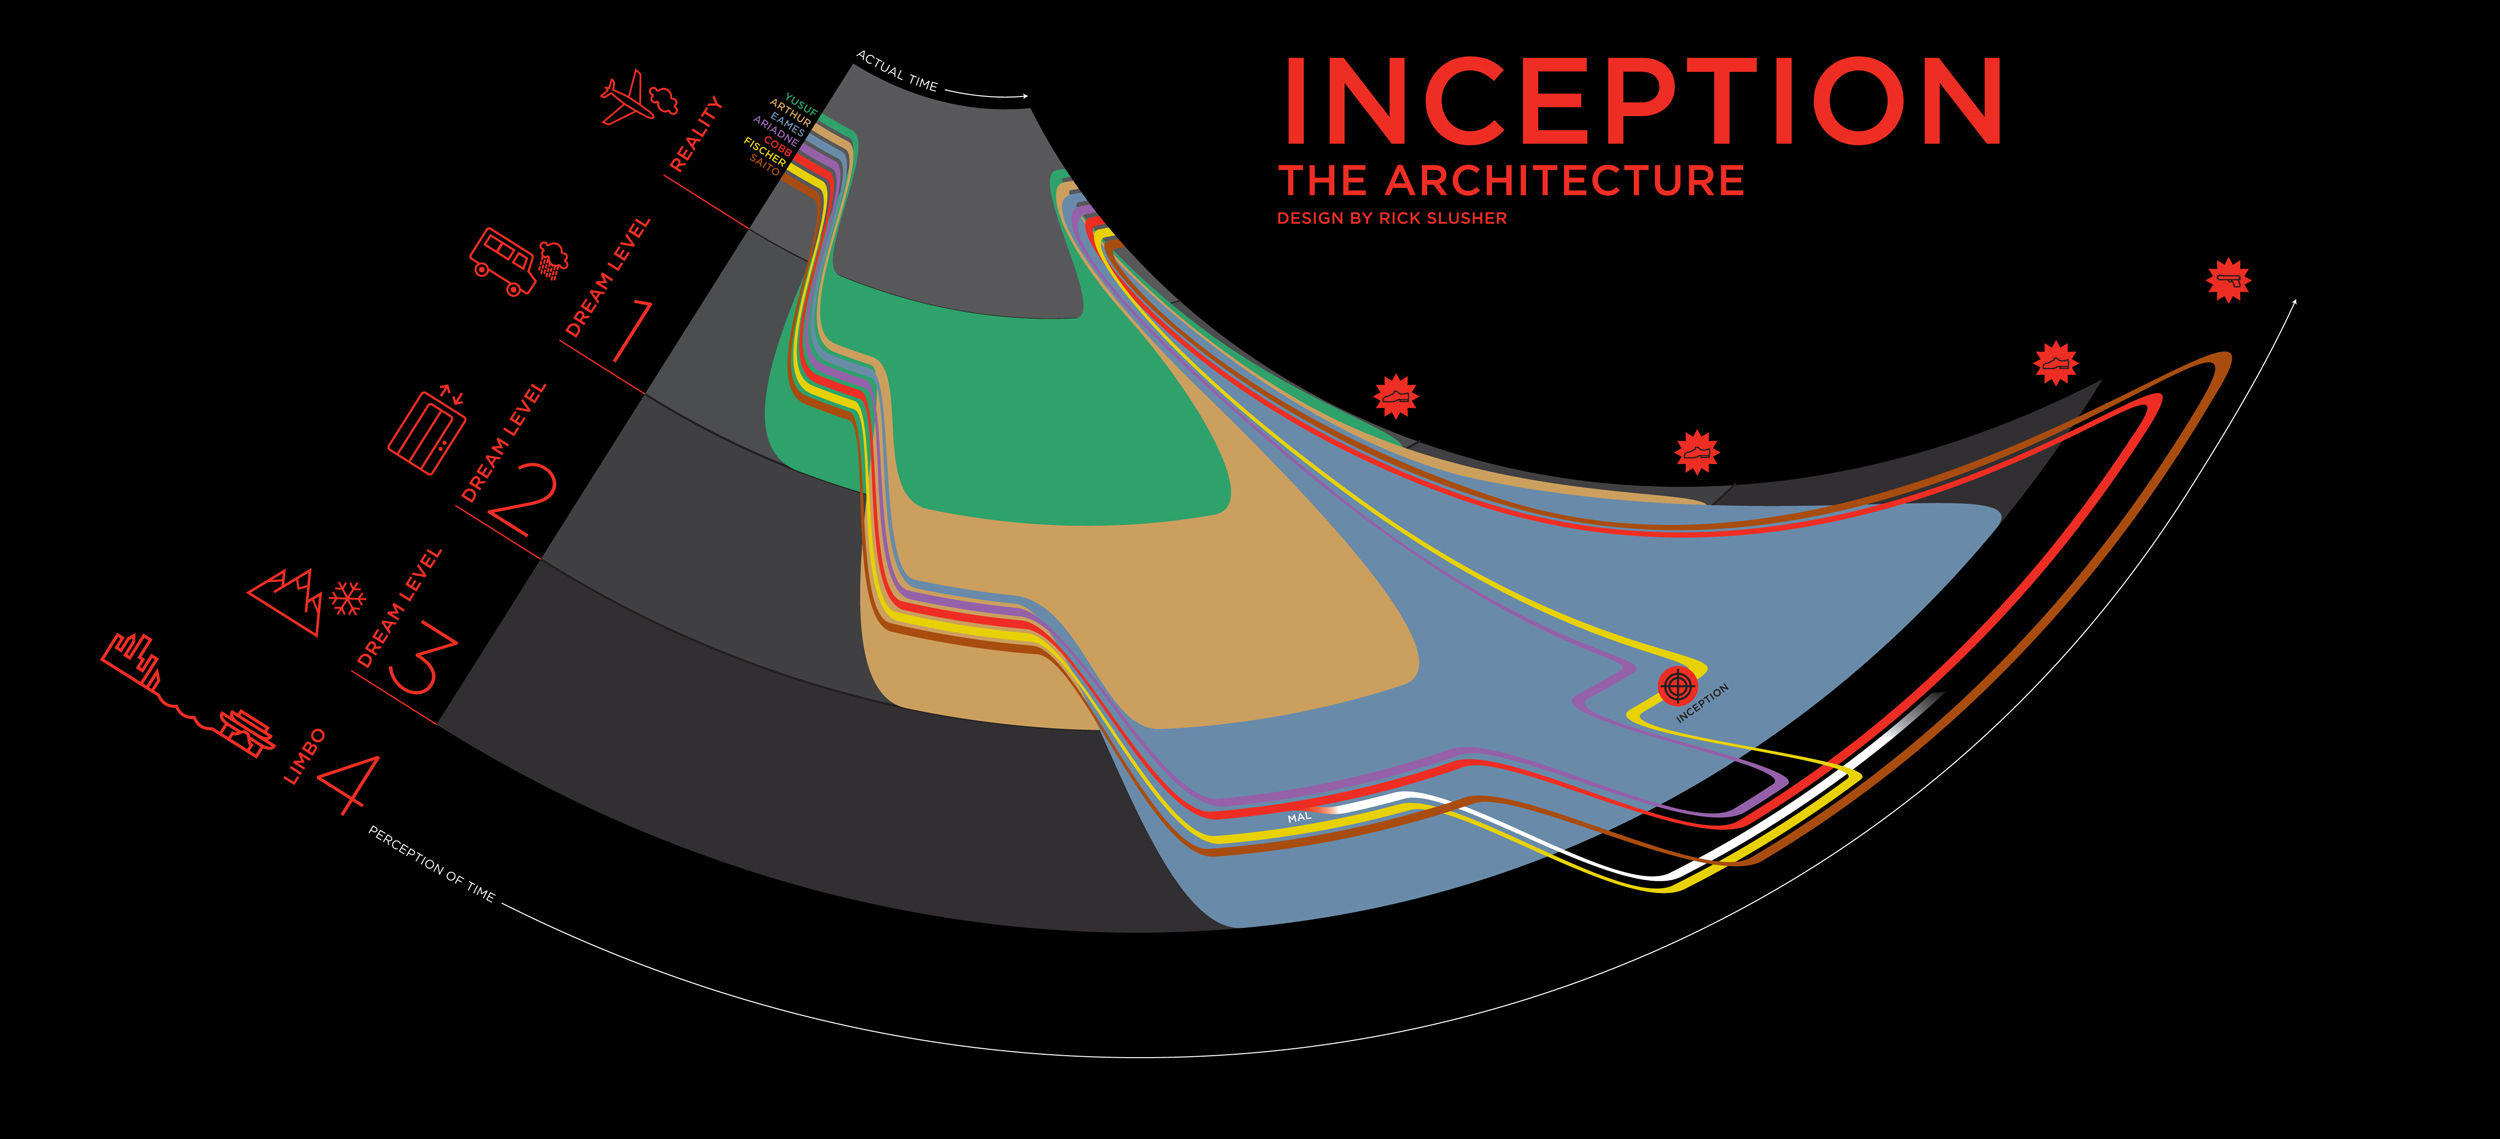 INCEPTION
THE ARCHITECTURE
DESIGN BY RICK SLUSHER
ACTUAL TIME
REALITY
YUSUF
ARTHUR
EAMES
ARIADNE
COBB
FISCHER
SAITO
DREAM LEVEL
1
DREAM LEVEL
2
DREAM LEVEL
3
LIMBO
4
PERCEPTION OF TIME
MAL
INCEPTION